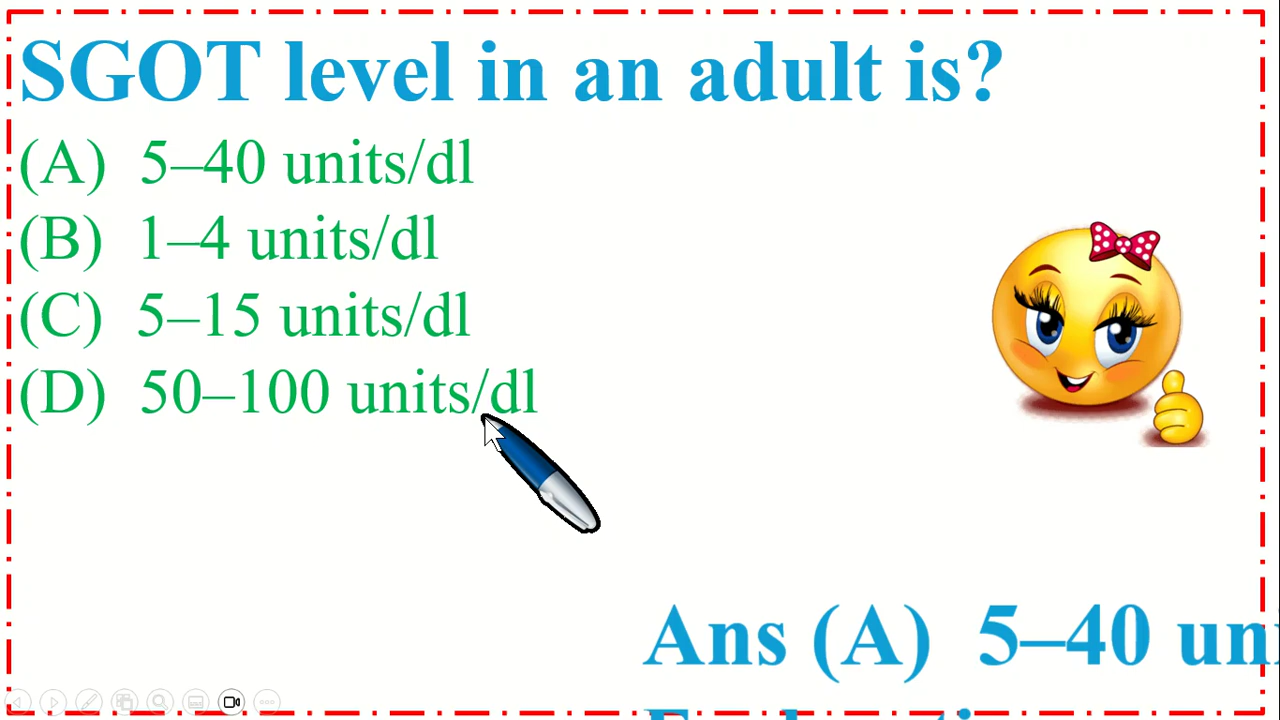 SGOT level in an adult is?
(A) 5–40 units/dl
(B) 1–4 units/dl
(C) 5–15 units/dl
(D) 50–100 units/dl
Ans (A) 5–40